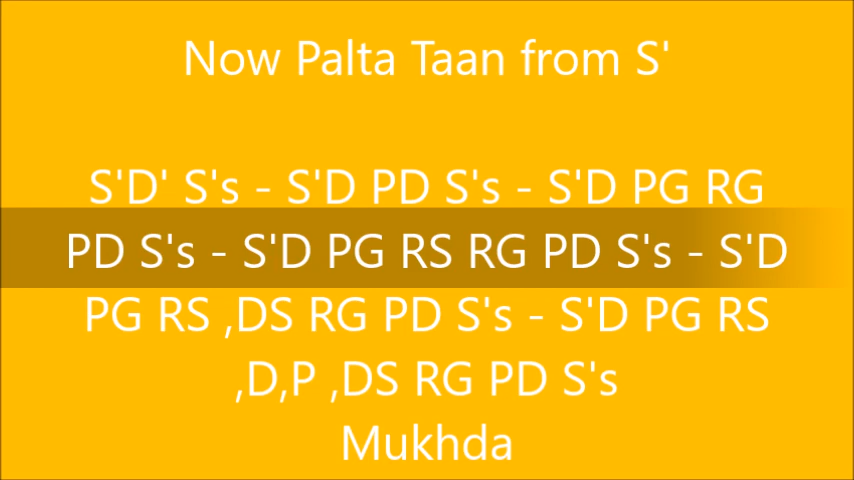 Now Palta Taan from S'
S'D' S's - S'D PD S's - S'D PG RG
PD S's - S'D PG RS RG PD S's - S'D
PG RS ,DS RG PD S's - S'D PG RS
,D,P ,DS RG PD S's
Mukhda